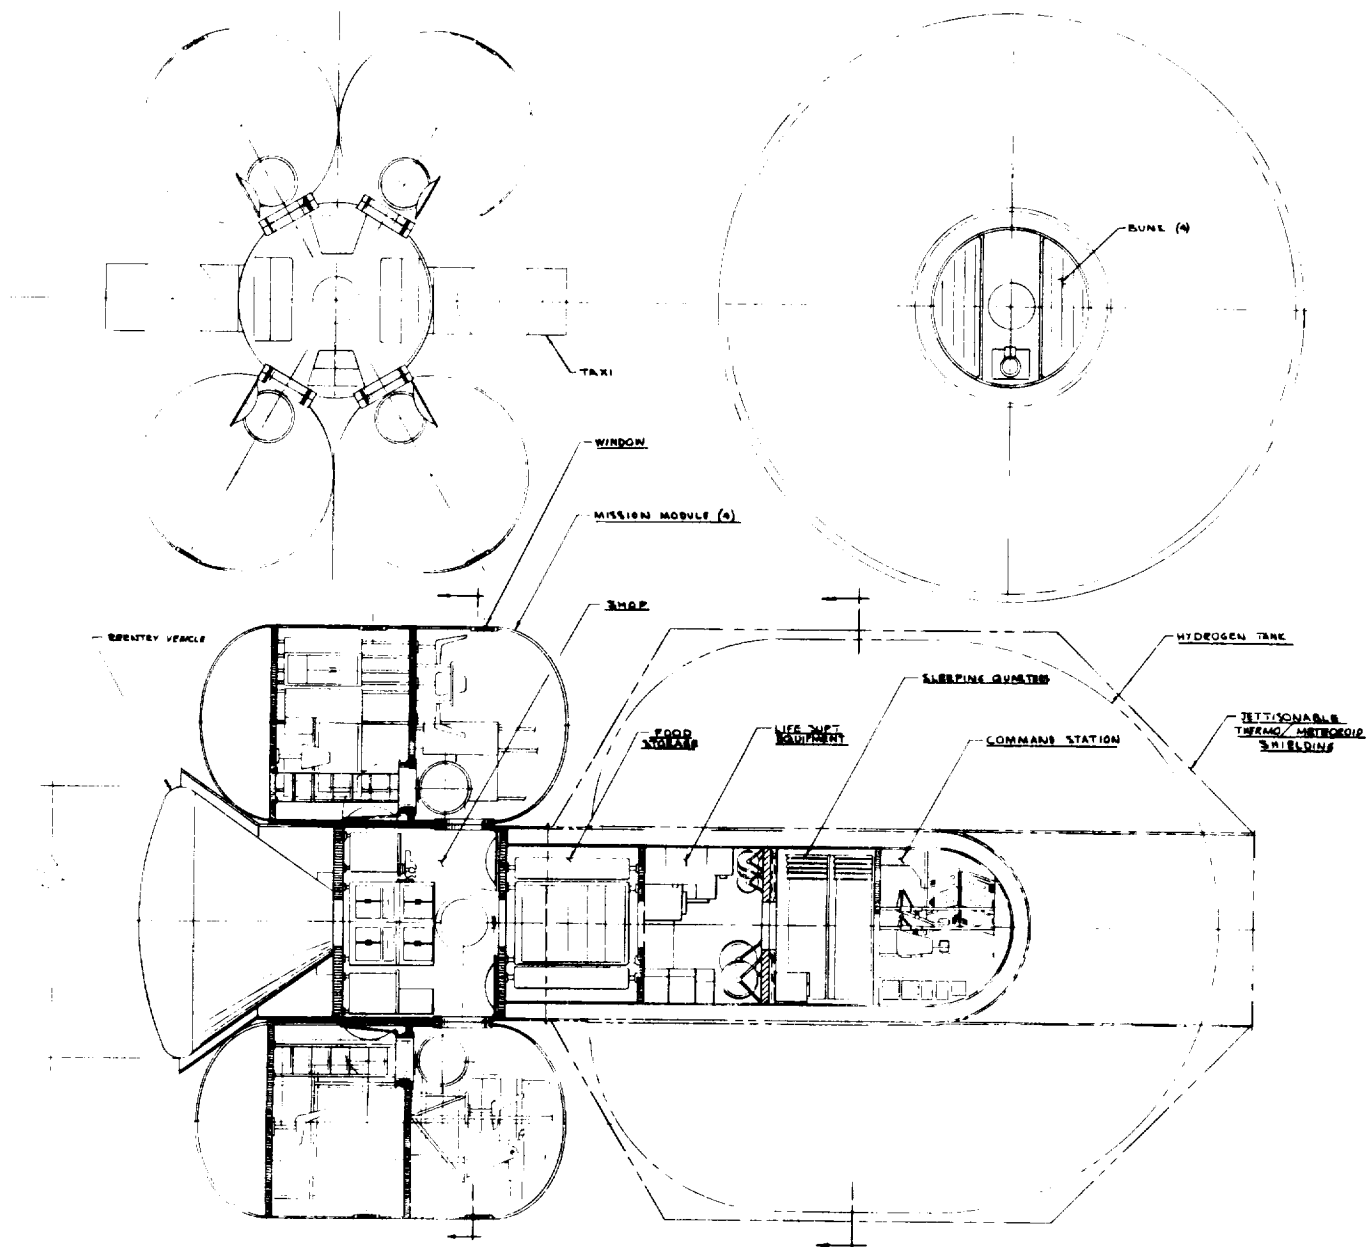 BUNK (4)
TAXI
WINDOW
MISSION MODULE (4)
SHOP
REENTRY VEHICLE
HYDROGEN TANK
SLEEPING QUARTERS
FOOD
STORAGE
LIFE SUPT
EQUIPMENT
COMMAND STATION
JETTISONABLE
THERMO/METEOROID
SHIELDING